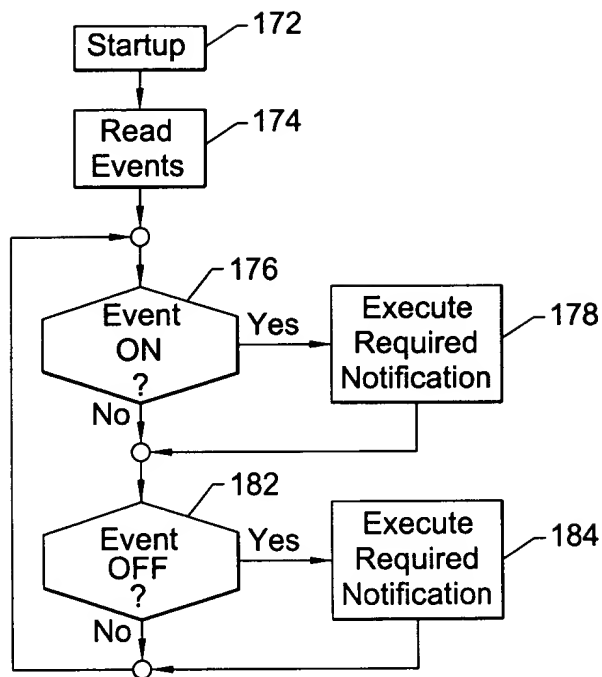 Startup
172
Read
Events
174
176
Event
ON
?
Yes
No
Execute
Required
Notification
178
182
Event
OFF
?
Yes
No
Execute
Required
Notification
184